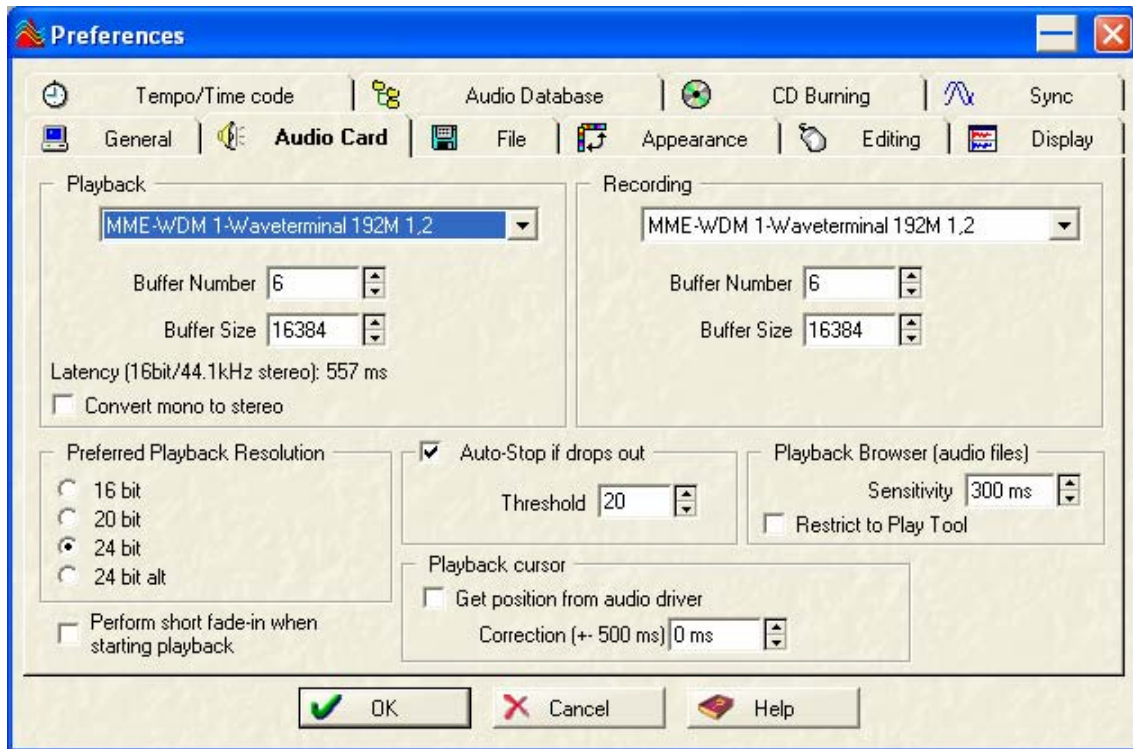 Preferences
Tempo/Time code
Audio Database
CD Burning
Sync
General
Audio Card
File
Appearance
Editing
Display
Playback
MME-WDM 1-Waveterminal 192M 1,2
Buffer Number 6
Buffer Size 16384
Latency (16bit/44.1kHz stereo): 557 ms
Convert mono to stereo
Recording
MME-WDM 1-Waveterminal 192M 1,2
Buffer Number 6
Buffer Size 16384
Preferred Playback Resolution
16 bit
20 bit
24 bit
24 bit alt
Perform short fade-in when
starting playback
Auto-Stop if drops out
Threshold 20
Playback Browser (audio files)
Sensitivity 300 ms
Restrict to Play Tool
Playback cursor
Get position from audio driver
Correction (+- 500 ms) 0 ms
OK
Cancel
Help